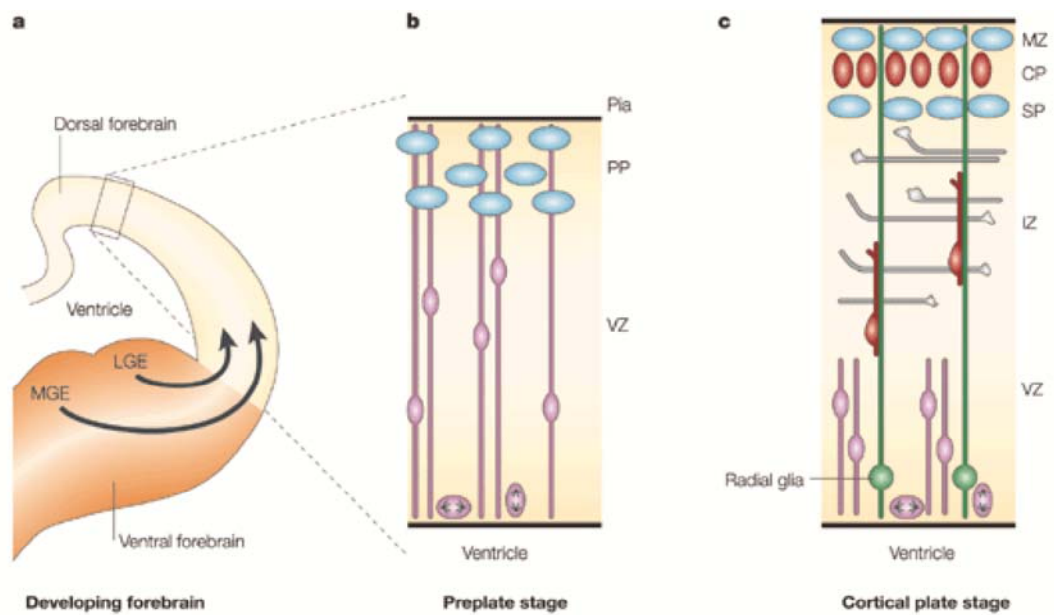 a
Dorsal forebrain
Ventricle
LGE
MGE
Ventral forebrain
Developing forebrain
b
Pia
PP
VZ
Ventricle
Preplate stage
c
MZ
CP
SP
IZ
VZ
Radial glia
Ventricle
Cortical plate stage